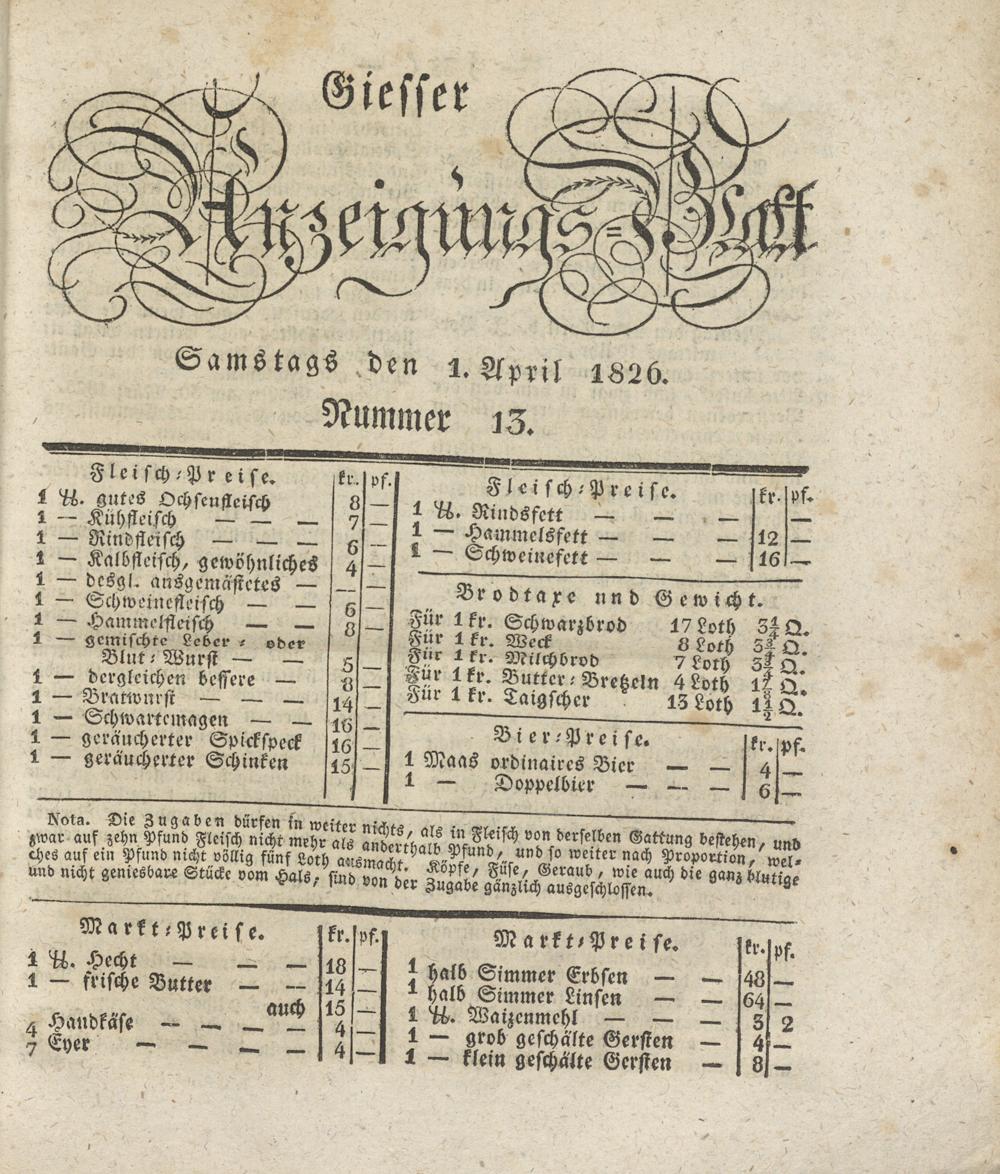 Giesser
Anzeigungs-Blatt
Samstags den 1. April 1826.
Nummer 13.
Fleisch-Preise. kr. pf.
1 ℔. gutes Ochsenfleisch 8 —
1 — Kühfleisch — — — 7 —
1 — Rindfleisch — — — 6 —
1 — Kalbfleisch, gewöhnliches 4 —
1 — desgl. ausgemästetes — — —
1 — Schweinefleisch — — 6 —
1 — Hammelfleisch — — 8 —
1 — gemischte Leber- oder
Blut-Wurst — — 5 —
1 — dergleichen bessere — 8 —
1 — Bratwurst — — — 14 —
1 — Schwartemagen — — 16 —
1 — geräucherter Spickspeck 16 —
1 — geräucherter Schinken 15 —
Fleisch-Preise. kr. pf.
1 ℔. Rindsfett — — — — —
1 — Hammelsfett — — — 12 —
1 — Schweinefett — — — 16 —
Brodtaxe und Gewicht.
Für 1 kr. Schwarzbrod 17 Loth 3¼ Q.
Für 1 kr. Weck 8 Loth 3¾ Q.
Für 1 kr. Milchbrod 7 Loth 3¾ Q.
Für 1 kr. Butter-Bretzeln 4 Loth 1⅞ Q.
Für 1 kr. Taigscher 13 Loth 1½ Q.
Bier-Preise. kr. pf.
1 Maas ordinaires Bier — — 4 —
1 — Doppelbier — — — 6 —
Nota. Die Zugaben dürfen in weiter nichts, als in Fleisch von derselben Gattung bestehen, und
zwar auf zehn Pfund Fleisch nicht mehr als anderthalb Pfund, und so weiter nach Proportion, wel-
ches auf ein Pfund nicht völlig fünf Loth ausmacht. Köpfe, Füse, Geraub, wie auch die ganz blutige
und nicht geniesbare Stücke vom Hals, sind von der Zugabe gänzlich ausgeschlossen.
Markt-Preise. kr. pf.
1 ℔. Hecht — — — 18 —
1 — frische Butter — — 14 —
auch 15 —
4 Handkäse — — — — 4 —
7 Eyer — — — — 4 —
Markt-Preise. kr. pf.
1 halb Simmer Erbsen — — 48 —
1 halb Simmer Linsen — — 64 —
1 ℔. Waizenmehl — — — 3 2
1 — grob geschälte Gersten — 4 —
1 — klein geschälte Gersten — 8 —